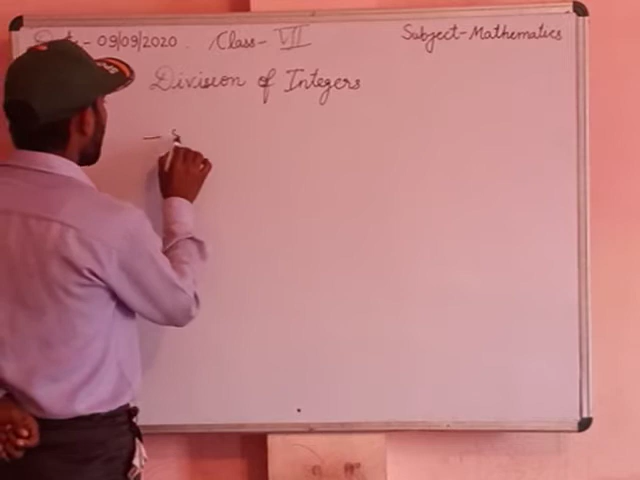 Date - 09/09/2020. Class - VII Subject - Mathematics
Division of Integers